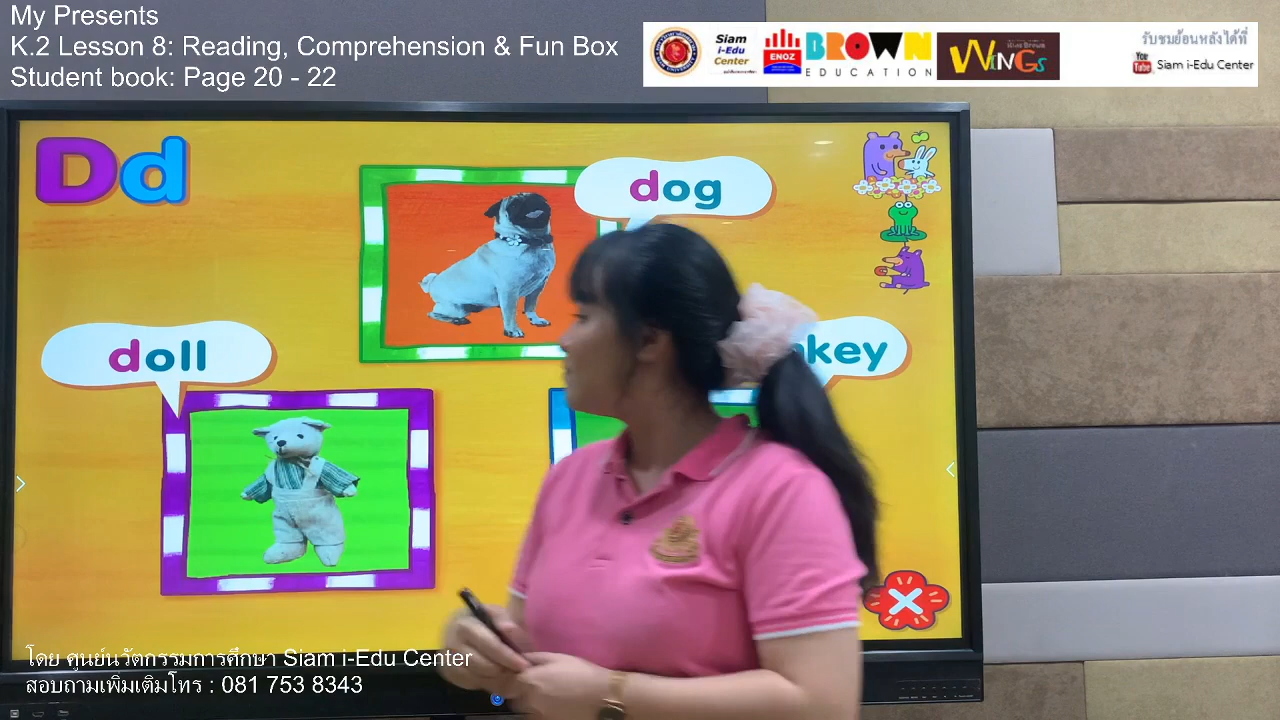 My Presents
K.2 Lesson 8: Reading, Comprehension & Fun Box
Student book: Page 20 - 22
Siam
i-Edu
Center
ENOZ
BROWN
EDUCATION
WiNGs
รับชมย้อนหลังได้ที่
You
Tube
Siam i-Edu Center
Dd
dog
doll
key
โดย ศูนย์นวัตกรรมการศึกษา Siam i-Edu Center
สอบถามเพิ่มเติมโทร : 081 753 8343